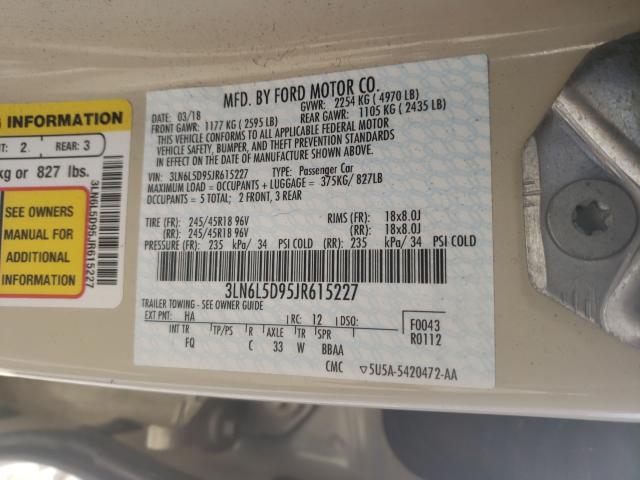 G INFORMATION
NT: 2 REAR: 3
kg or 827 lbs.
SEE OWNERS
MANUAL FOR
ADDITIONAL
INFORMATION
3LN6L5D95JR615227
MFD. BY FORD MOTOR CO.
03/18 GVWR: 2254 KG (4970 LB)
FRONT GAWR: 1177 KG (2595 LB) REAR GAWR: 1105 KG (2435 LB)
THIS VEHICLE CONFORMS TO ALL APPLICABLE FEDERAL MOTOR
VEHICLE SAFETY, BUMPER, AND THEFT PREVENTION STANDARDS
IN EFFECT ON THE DATE OF MANUFACTURE SHOWN ABOVE.
VIN: 3LN6L5D95JR615227 TYPE: Passenger Car
MAXIMUM LOAD = OCCUPANTS + LUGGAGE = 375KG/ 827LB
OCCUPANTS = 5 TOTAL; 2 FRONT, 3 REAR
TIRE (FR): 245/45R18 96V RIMS (FR): 18x8.0J
(RR): 245/45R18 96V (RR): 18x8.0J
PRESSURE (FR): 235 kPa/ 34 PSI COLD (RR): 235 kPa/ 34 PSI COLD
3LN6L5D95JR615227
TRAILER TOWING - SEE OWNER GUIDE
EXT PNT: HA RC: 12 DSO: F0043
INT TR TP/PS R AXLE TR SPR R0112
FQ C 33 W BBAA
CMC ▽5U5A-5420472-AA